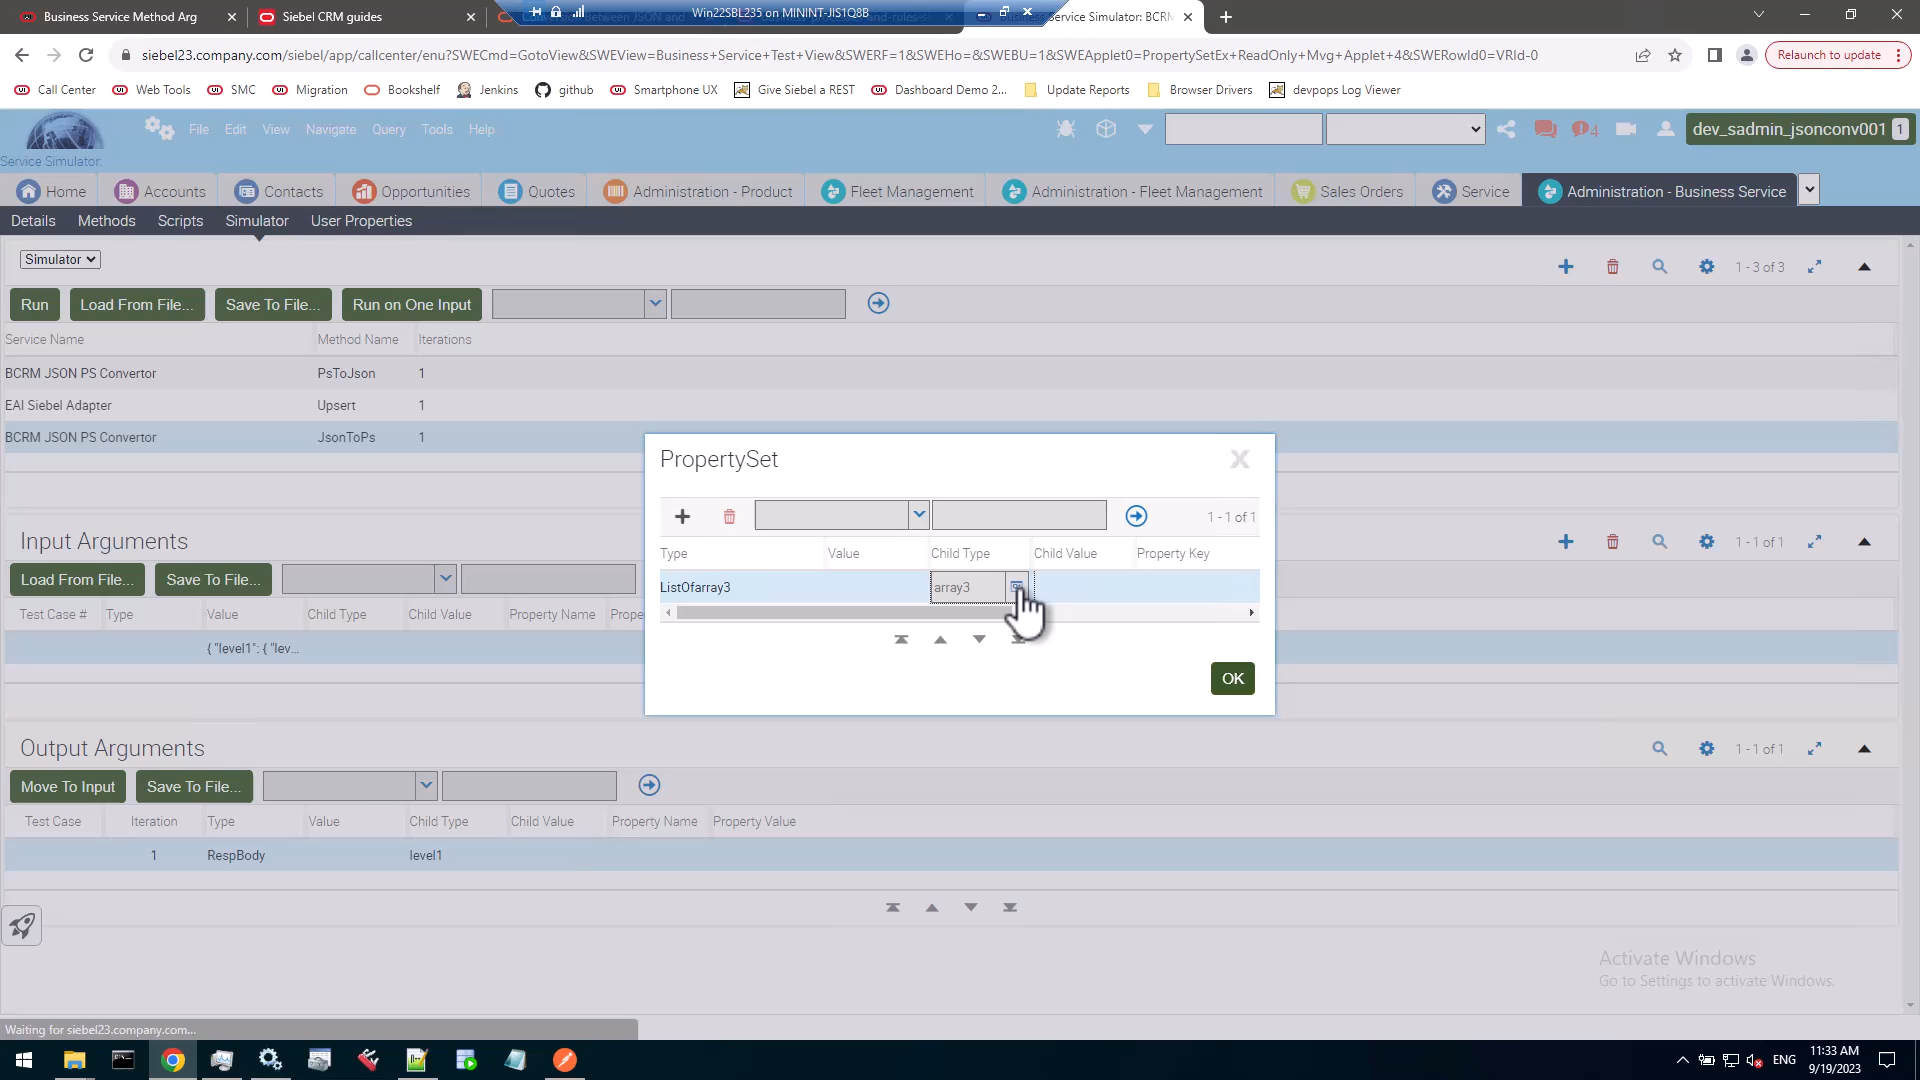 Business Service Method Arg
Siebel CRM guides
Conversion Between JSON and
Win22SBL235 on MININT-JIS1Q8B
Business Service Simulator: BCRM
siebel23.company.com/siebel/app/callcenter/enu?SWECmd=GotoView&SWEView=Business+Service+Test+View&SWERF=1&SWEHo=&SWEBU=1&SWEApplet0=PropertySetEx+ReadOnly+Mvg+Applet+4&SWERowId0=VRId-0
Relaunch to update
Call Center
Web Tools
SMC
Migration
Bookshelf
Jenkins
github
Smartphone UX
Give Siebel a REST
Dashboard Demo 2...
Update Reports
Browser Drivers
devpops Log Viewer
File Edit View Navigate Query Tools Help
4
dev_sadmin_jsonconv001 1
Service Simulator:
Home
Accounts
Contacts
Opportunities
Quotes
Administration - Product
Fleet Management
Administration - Fleet Management
Sales Orders
Service
Administration - Business Service
Details Methods Scripts Simulator User Properties
Simulator
1 - 3 of 3
Run
Load From File...
Save To File...
Run on One Input
Service Name Method Name Iterations
BCRM JSON PS Convertor PsToJson 1
EAI Siebel Adapter Upsert 1
BCRM JSON PS Convertor JsonToPs 1
PropertySet
X
1 - 1 of 1
Type Value Child Type Child Value Property Key
ListOfarray3 array3
OK
Input Arguments
1 - 1 of 1
Load From File...
Save To File...
Test Case # Type Value Child Type Child Value Property Name Proper
{ "level1": { "lev...
Output Arguments
1 - 1 of 1
Move To Input
Save To File...
Test Case Iteration Type Value Child Type Child Value Property Name Property Value
1 RespBody level1
Activate Windows
Go to Settings to activate Windows.
Waiting for siebel23.company.com...
ENG
11:33 AM
9/19/2023